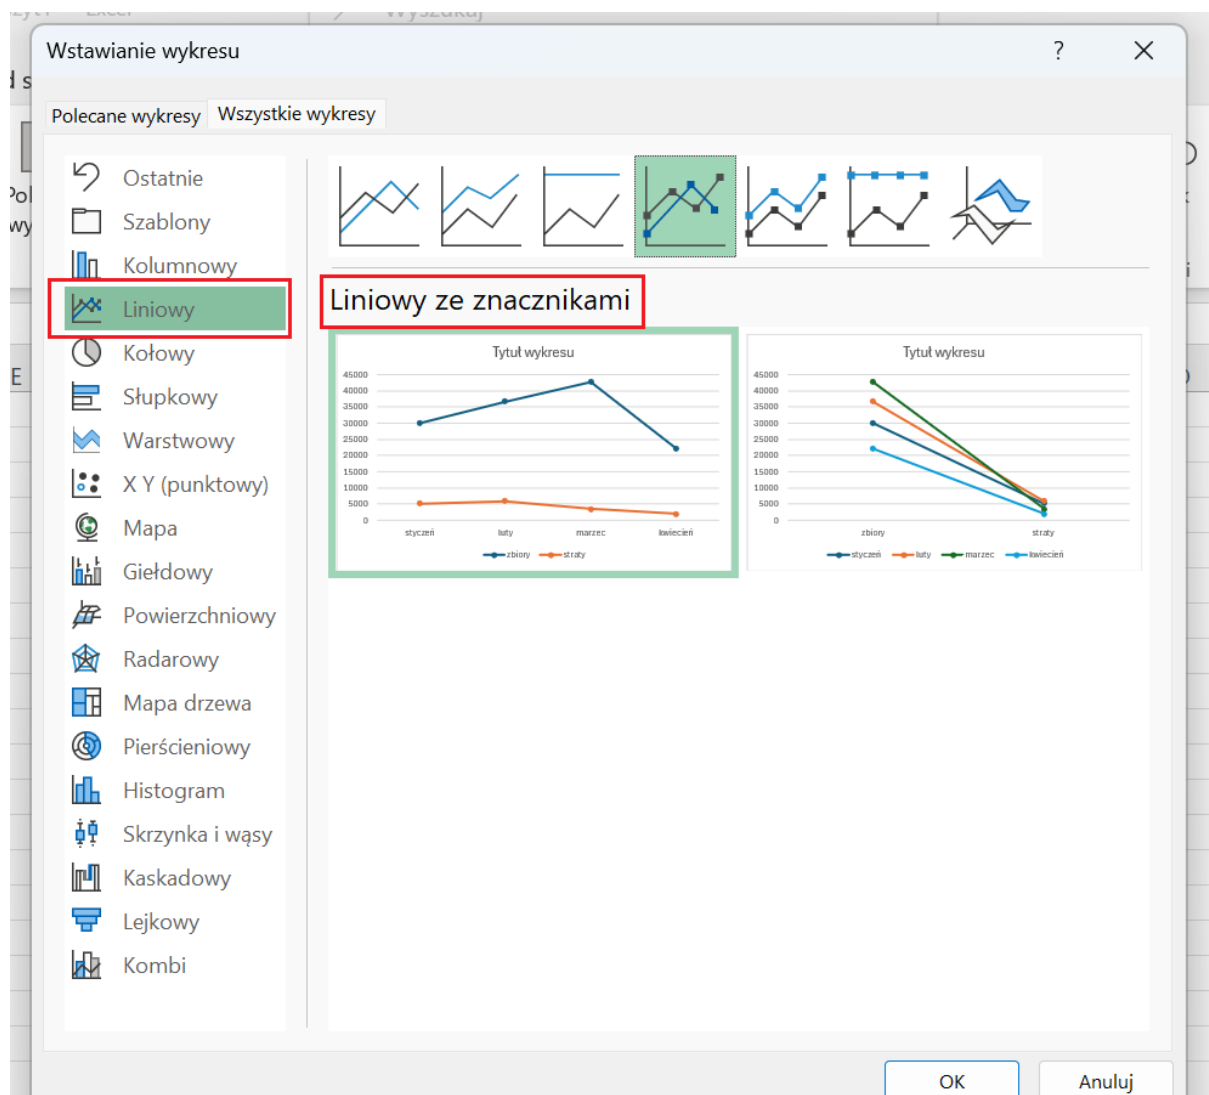 Wyszukaj
Wstawianie wykresu
?
Polecane wykresy
Wszystkie wykresy
Ostatnie
Szablony
Kolumnowy
Liniowy
Kołowy
Słupkowy
Warstwowy
X Y (punktowy)
Mapa
Giełdowy
Powierzchniowy
Radarowy
Mapa drzewa
Pierścieniowy
Histogram
Skrzynka i wąsy
Kaskadowy
Lejkowy
Kombi
Liniowy ze znacznikami
Tytuł wykresu
45000
40000
35000
30000
25000
20000
15000
10000
5000
0
styczeń luty marzec kwiecień
zbiory straty
Tytuł wykresu
45000
40000
35000
30000
25000
20000
15000
10000
5000
0
zbiory straty
styczeń luty marzec kwiecień
E
OK
Anuluj